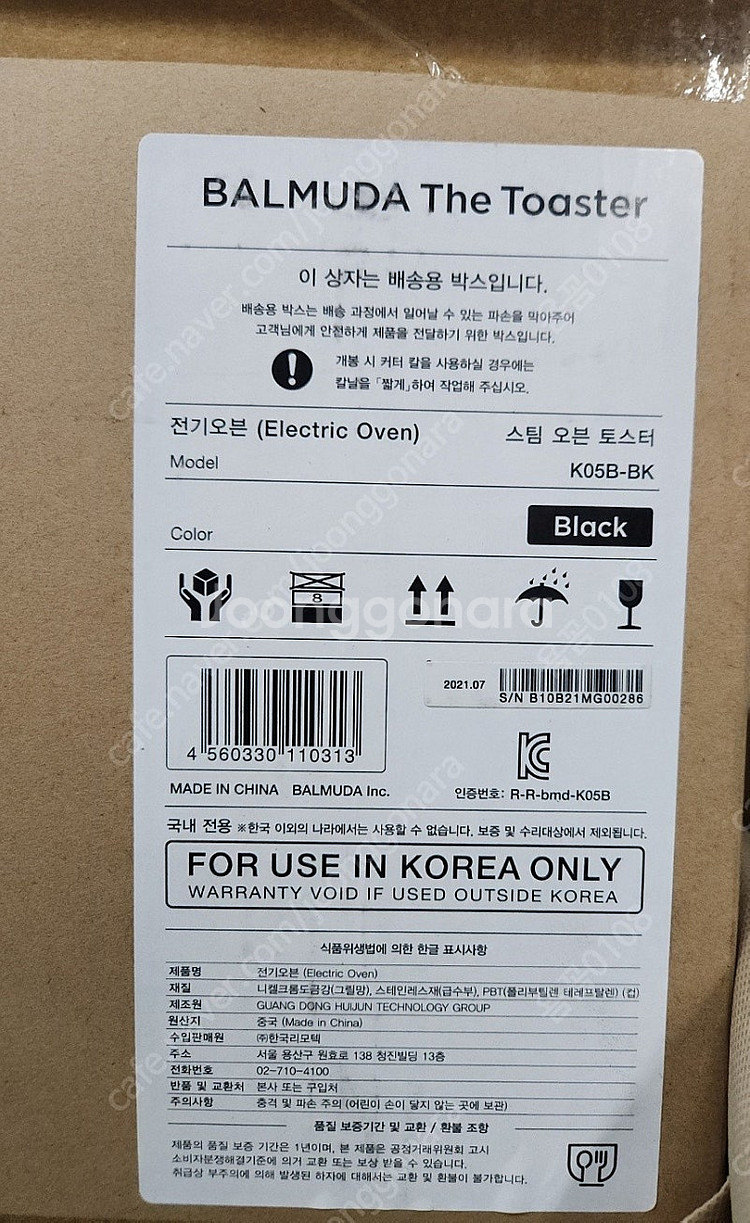 BALMUDA The Toaster
이 상자는 배송용 박스입니다.
배송용 박스는 배송 과정에서 일어날 수 있는 파손을 막아주어
고객님에게 안전하게 제품을 전달하기 위한 박스입니다.
개봉 시 커터 칼을 사용하실 경우에는
칼날을 「짧게」하여 작업해 주십시오.
전기오븐 (Electric Oven) 스팀 오븐 토스터
Model K05B-BK
Color Black
8
joonggonara
2021.07
S/N B10B21MG00286
4 560330 110313
MADE IN CHINA BALMUDA Inc.
인증번호: R-R-bmd-K05B
국내 전용 ※한국 이외의 나라에서는 사용할 수 없습니다. 보증 및 수리대상에서 제외됩니다.
FOR USE IN KOREA ONLY
WARRANTY VOID IF USED OUTSIDE KOREA
식품위생법에 의한 한글 표시사항
제품명 전기오븐 (Electric Oven)
재질 니켈크롬도금강(그릴망), 스테인레스재(급수부), PBT(폴리부틸렌 테레프탈렌) (컵)
제조원 GUANG DONG HUIJUN TECHNOLOGY GROUP
원산지 중국 (Made in China)
수입판매원 ㈜한국리모텍
주소 서울 용산구 원효로 138 청진빌딩 13층
전화번호 02-710-4100
반품 및 교환처 본사 또는 구입처
주의사항 충격 및 파손 주의 (어린이 손이 닿지 않는 곳에 보관)
품질 보증기간 및 교환 / 환불 조항
제품의 품질 보증 기간은 1년이며, 본 제품은 공정거래위원회 고시
소비자분쟁해결기준에 의거 교환 또는 보상 받을 수 있습니다.
취급상 부주의에 의해 발생된 하자에 대해서는 교환 및 환불이 불가합니다.